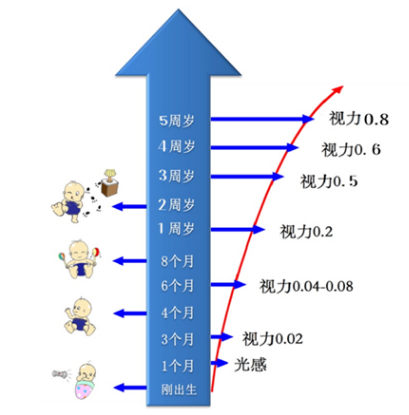 5周岁 视力0.8
4周岁 视力0.6
3周岁 视力0.5
2周岁
1周岁 视力0.2
8个月
6个月 视力0.04-0.08
4个月
3个月 视力0.02
1个月 光感
刚出生